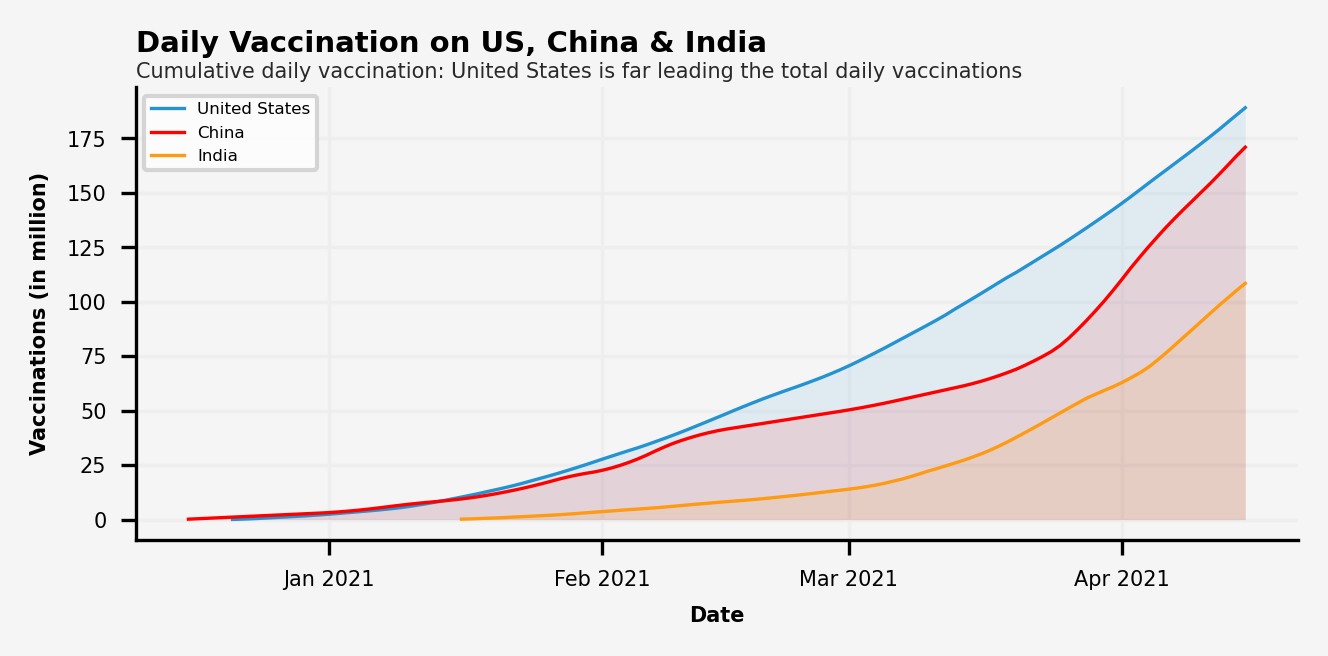 Daily Vaccination on US, China & India
Cumulative daily vaccination: United States is far leading the total daily vaccinations
United States
China
India
Vaccinations (in million)
175
150
125
100
75
50
25
0
Jan 2021 Feb 2021 Mar 2021 Apr 2021
Date